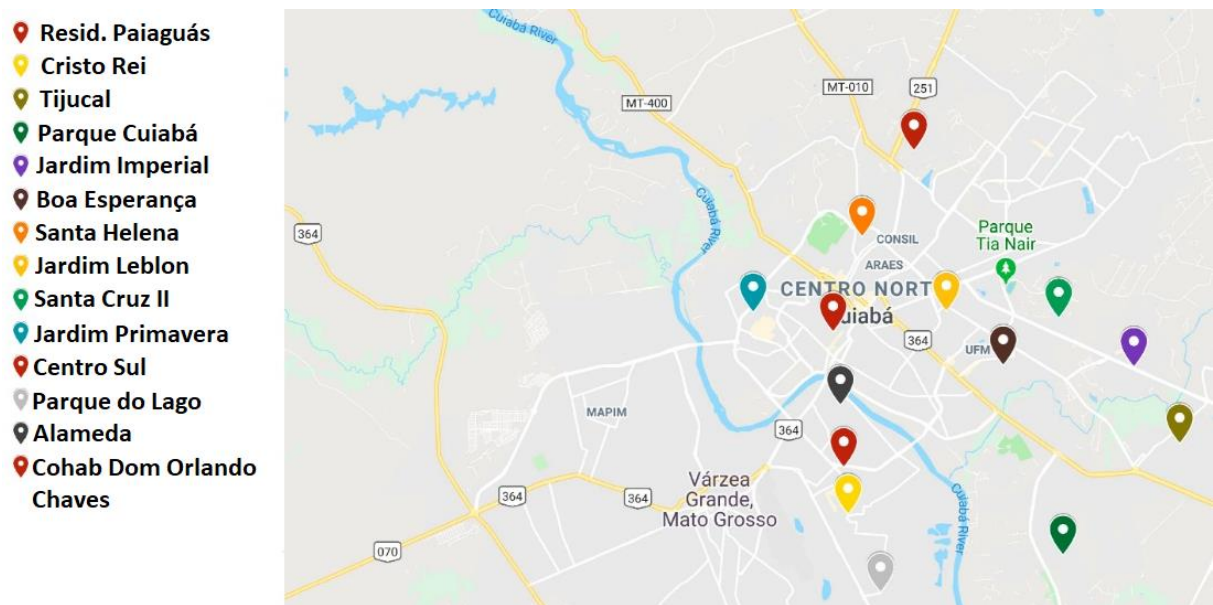 Resid. Paiaguás
Cristo Rei
Tijucal
Parque Cuiabá
Jardim Imperial
Boa Esperança
Santa Helena
Jardim Leblon
Santa Cruz II
Jardim Primavera
Centro Sul
Parque do Lago
Alameda
Cohab Dom Orlando
Chaves
Cuiabá River
MT-400
MT-010
251
Cuiabá River
364
CONSIL
Parque
Tia Nair
ARAES
CENTRO NORT
uiabá
364
UFM
MAPIM
364
Várzea
Grande,
Mato Grosso
364
364
Cuiabá River
070